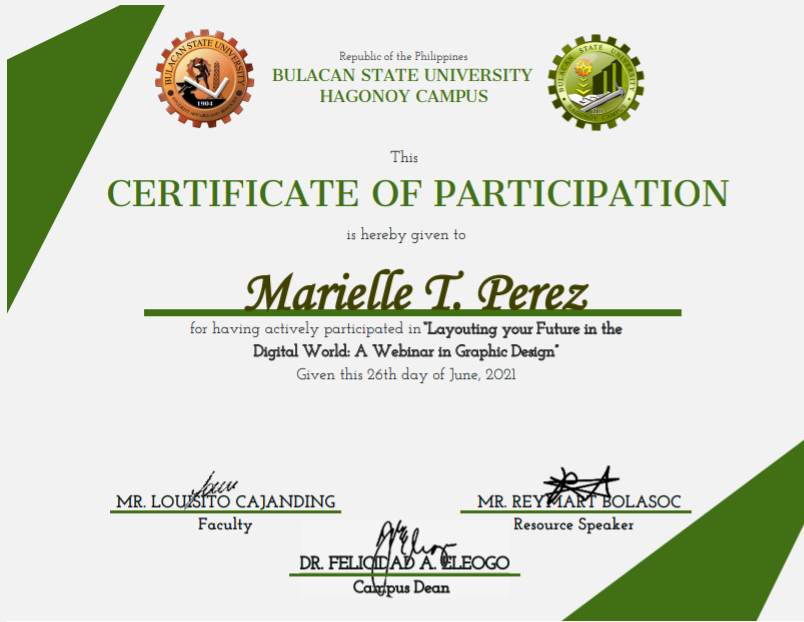 BULACAN STATE UNIVERSITY
1904
Republic of the Philippines
BULACAN STATE UNIVERSITY
HAGONOY CAMPUS
BULACAN STATE UNIVERSITY
HAGONOY CAMPUS
This
CERTIFICATE OF PARTICIPATION
is hereby given to
Marielle T. Perez
for having actively participated in "Layouting your Future in the
Digital World: A Webinar in Graphic Design"
Given this 26th day of June, 2021
MR. LOUISITO CAJANDING
Faculty
MR. REYMART BOLASOC
Resource Speaker
DR. FELICIDAD A. ELEOGO
Campus Dean